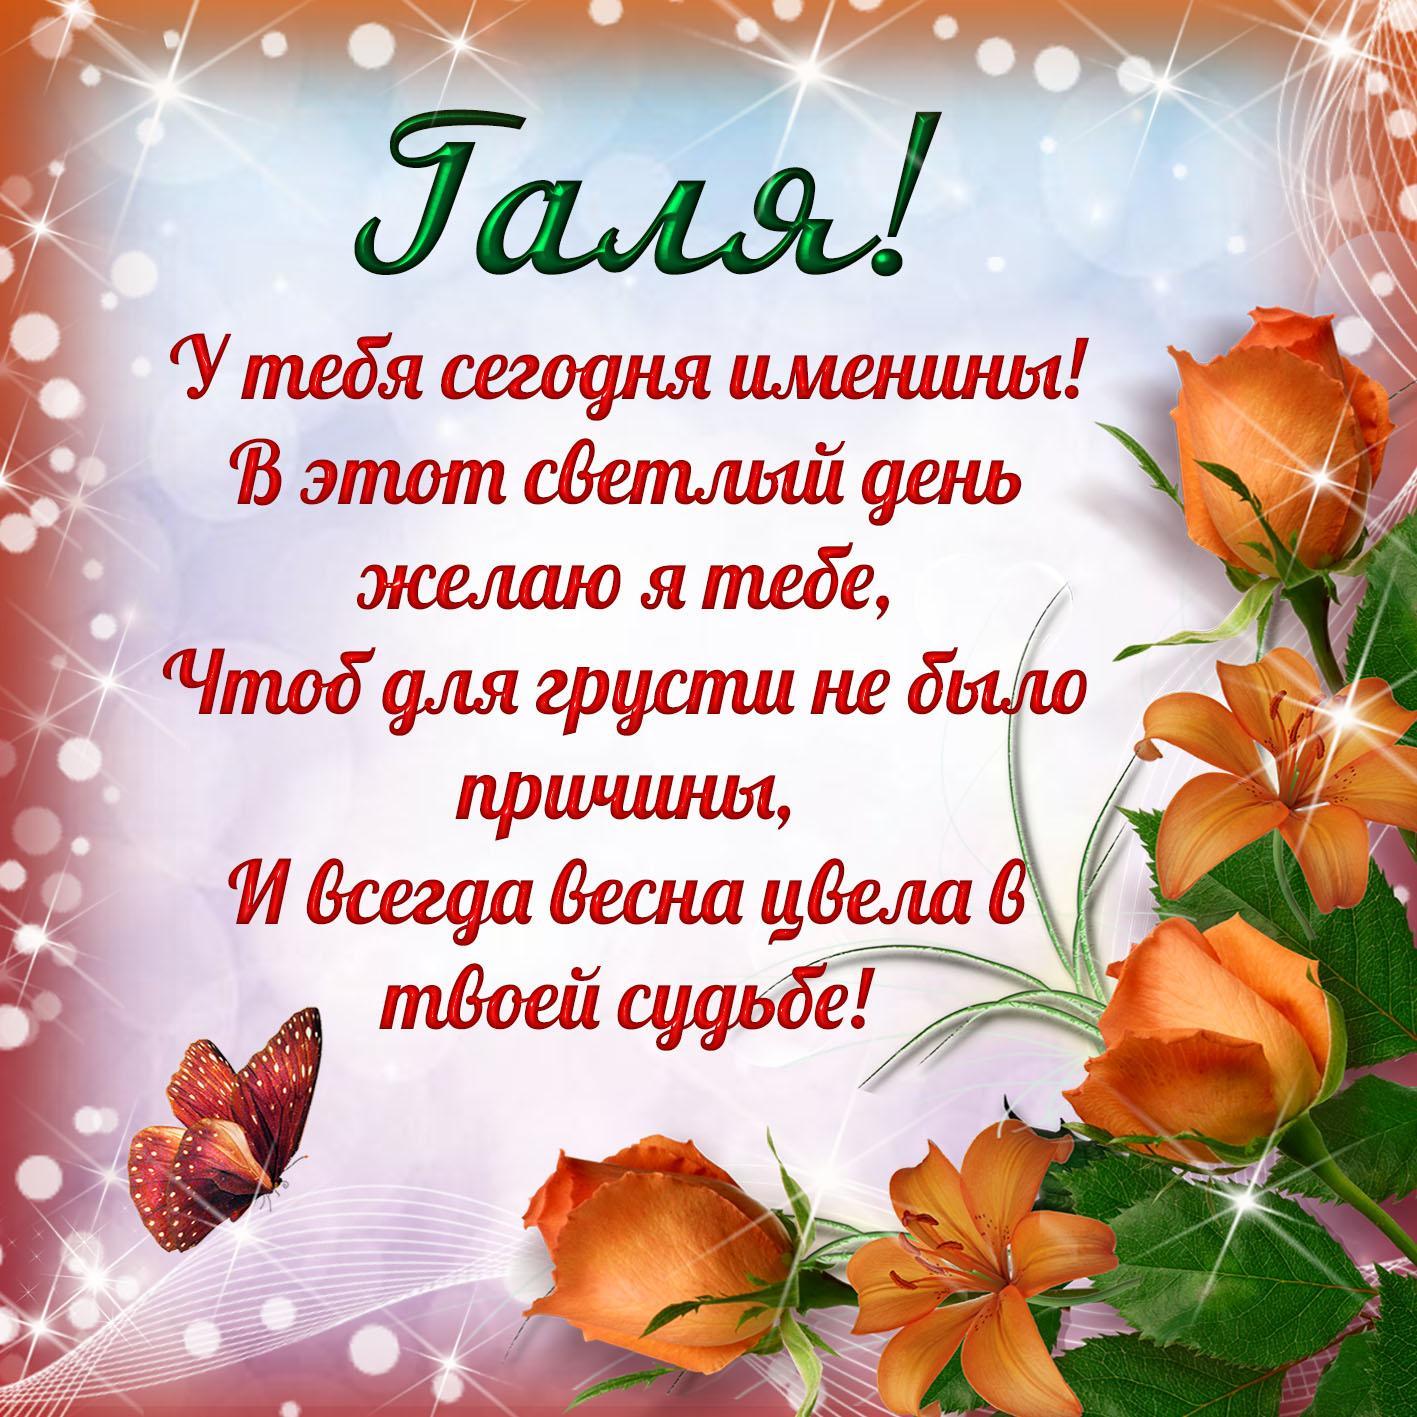 Галя!
У тебя сегодня именины!
В этот светлый день
желаю я тебе,
Чтоб для грусти не было
причины,
И всегда весна цвела в
твоей судьбе!